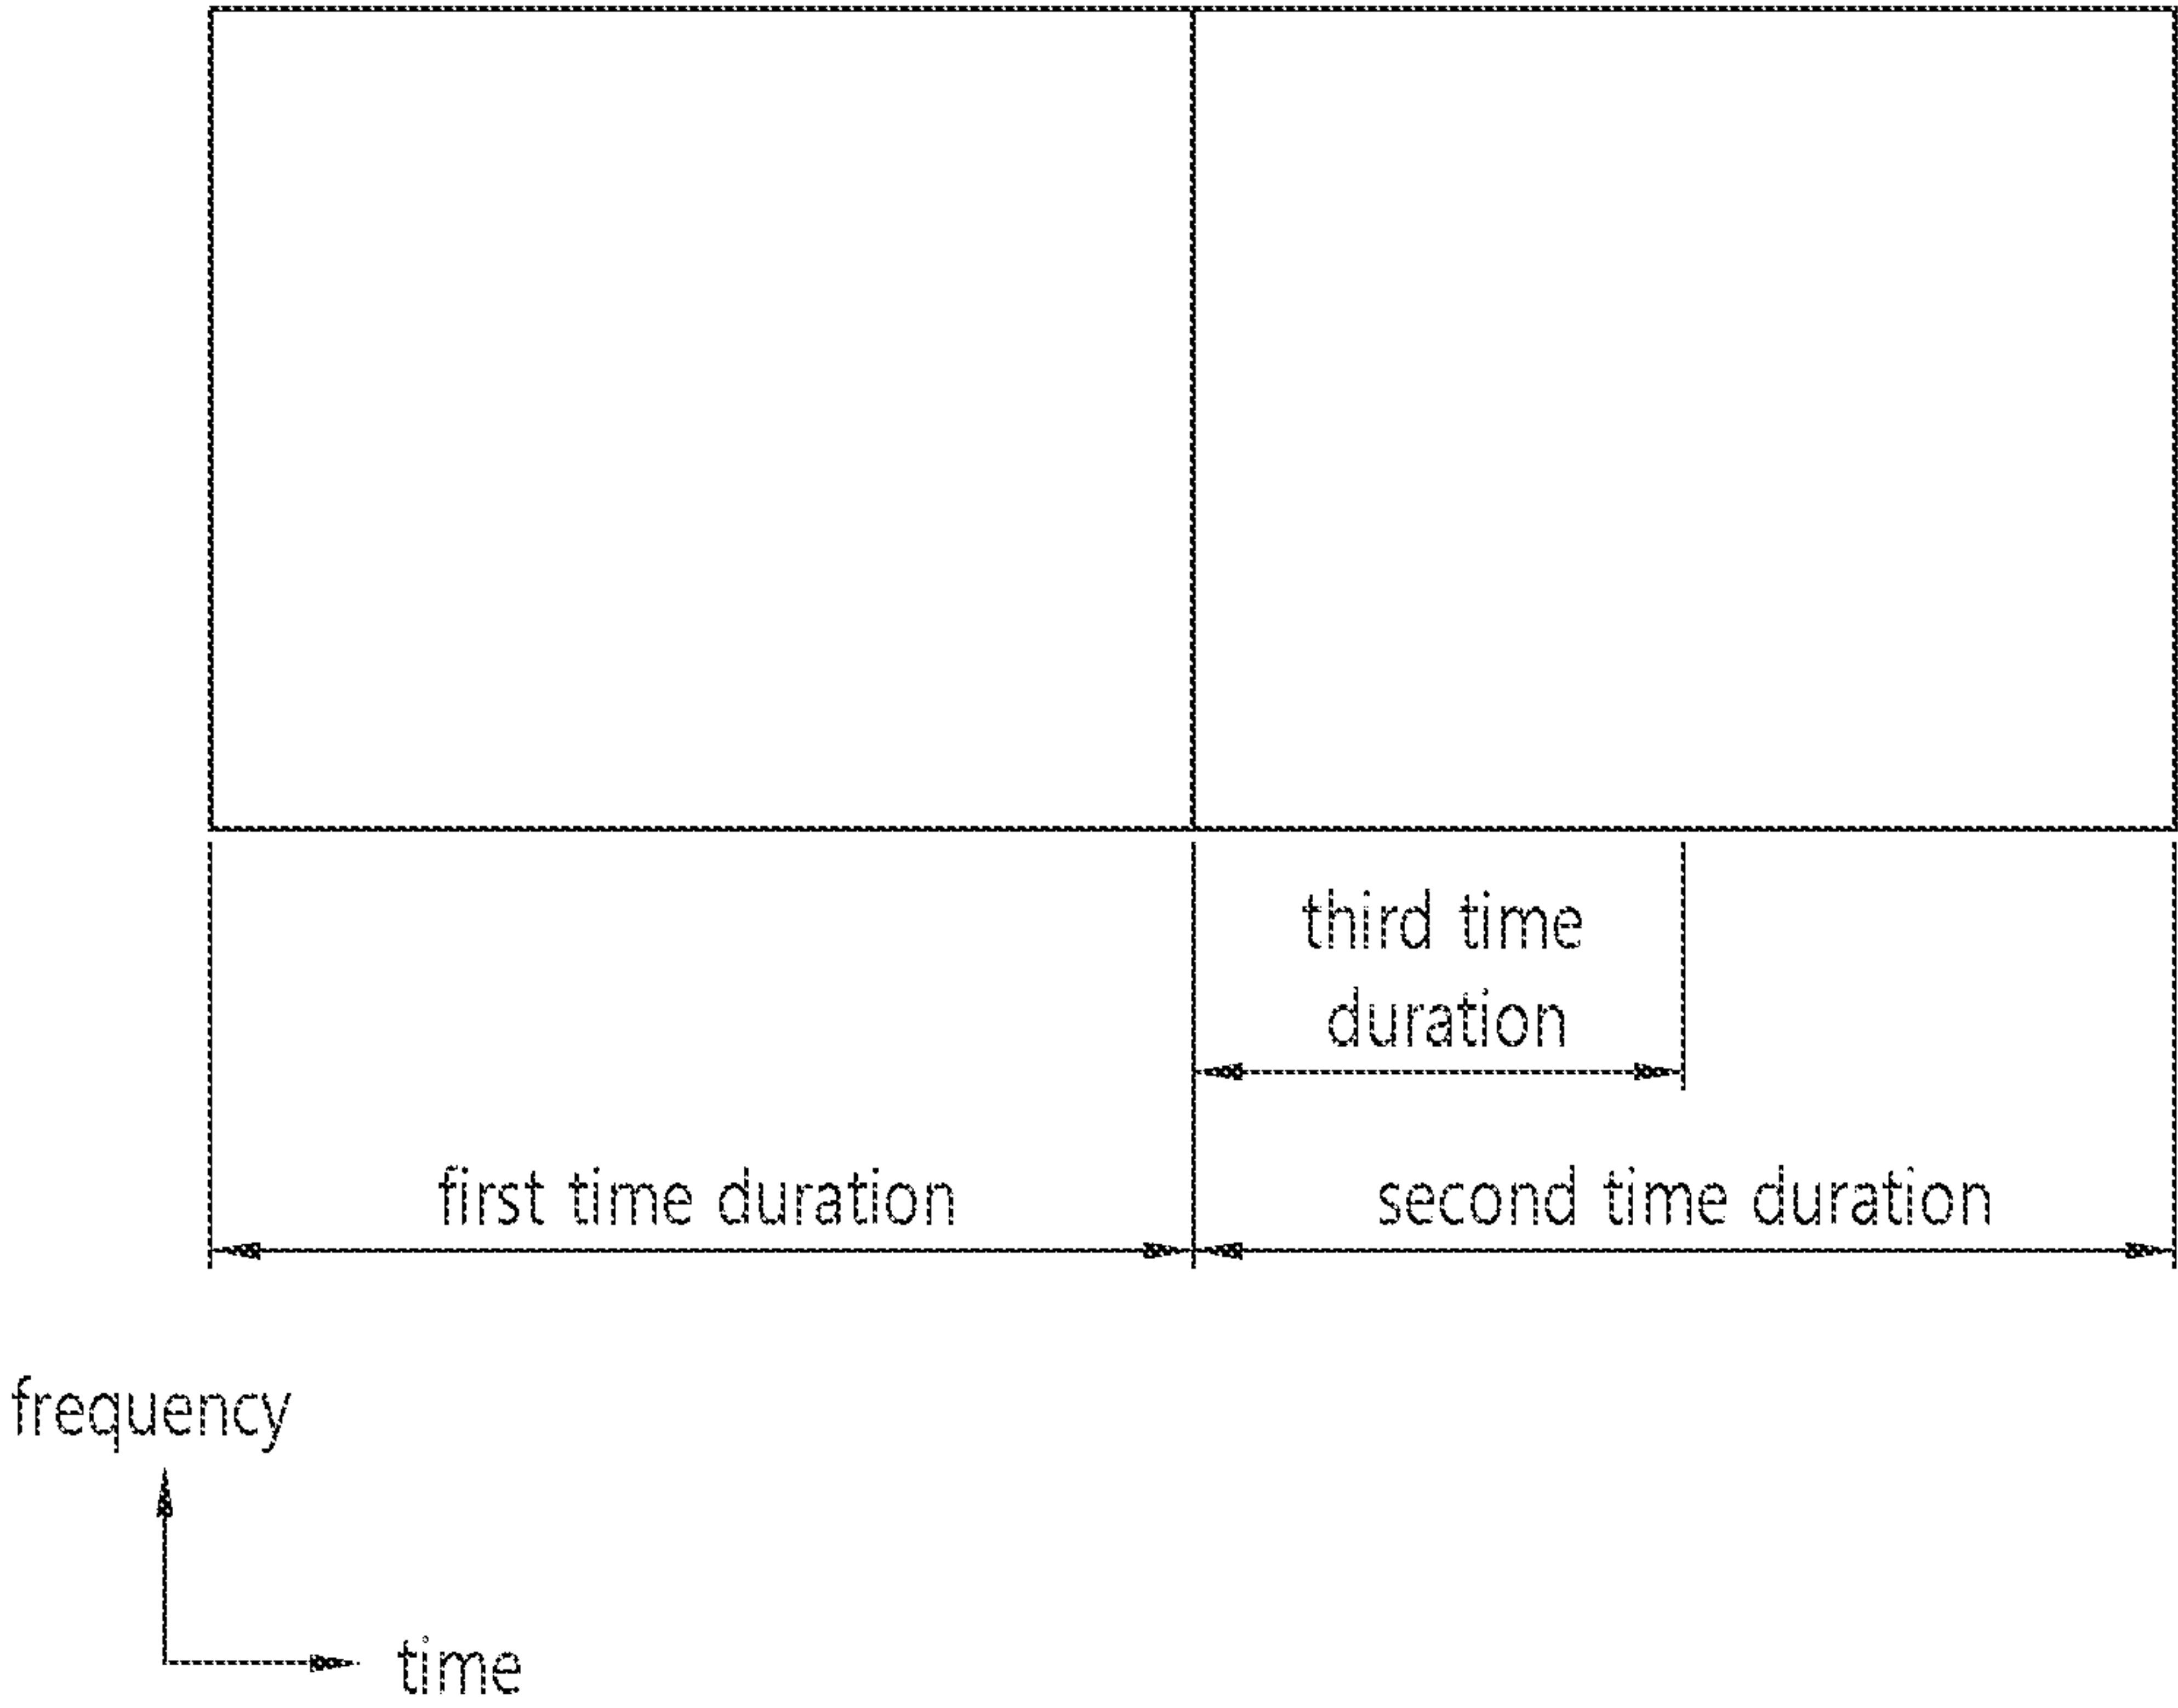 third time
duration
first time duration
second time duration
frequency
time